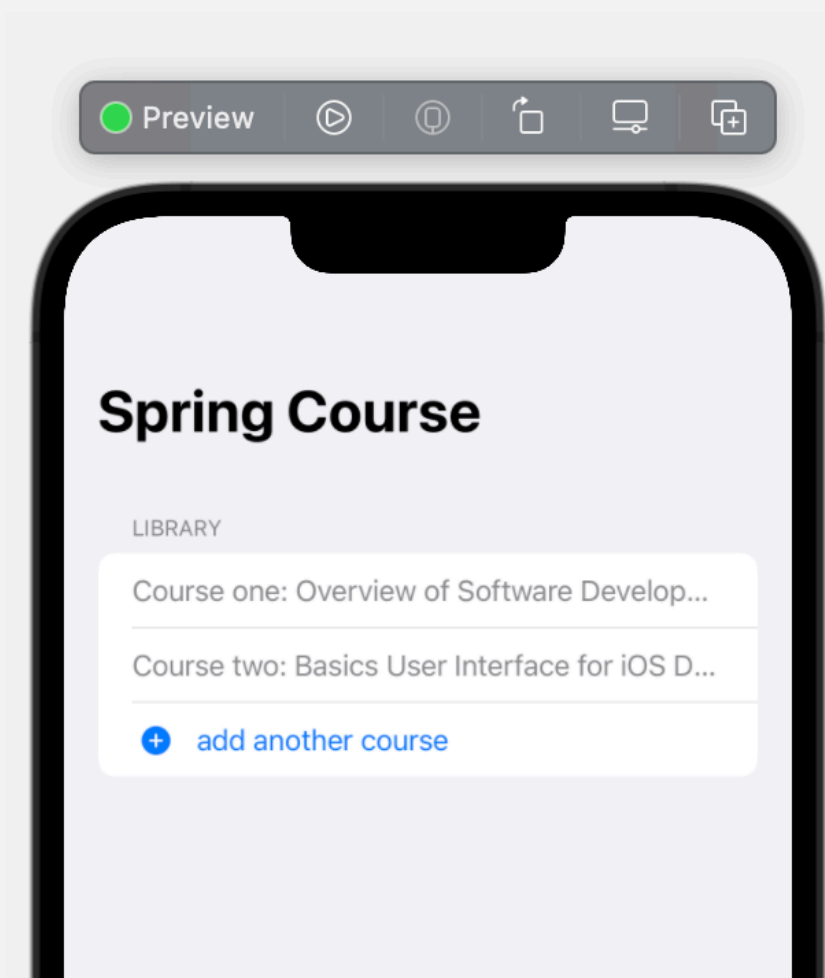 Preview
Spring Course
LIBRARY
Course one: Overview of Software Develop...
Course two: Basics User Interface for iOS D...
add another course